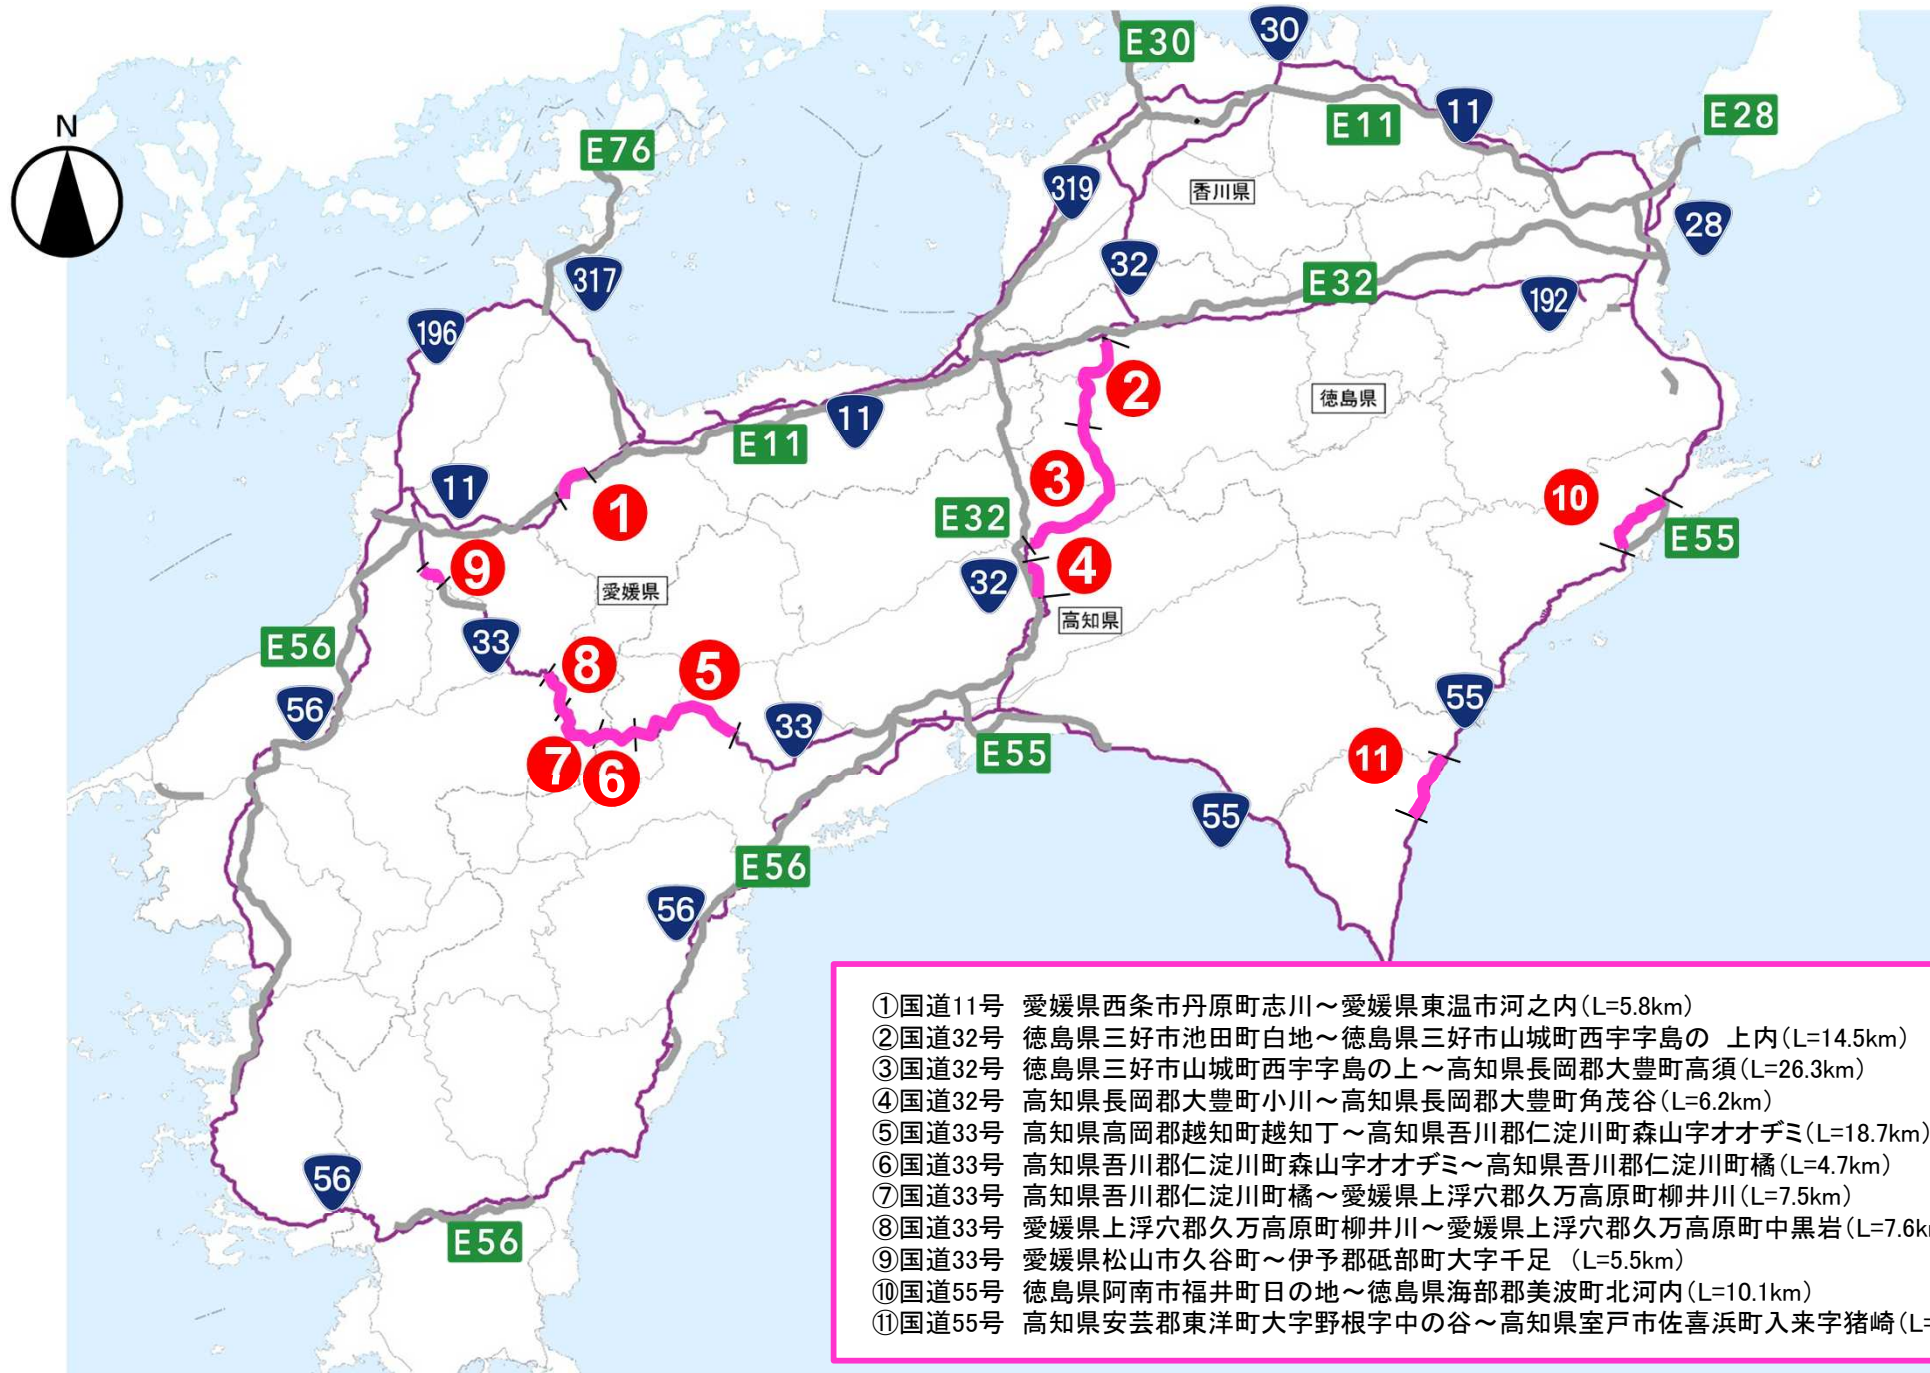 30
E30
11
E28
N
E11
E76
319
香川県
28
32
317
E32
192
196
②
徳島県
11
E11
11
③
⑩
①
E32
E55
④
⑨
32
愛媛県
高知県
33
E56
⑧
⑤
55
56
33
E55
⑪
⑦
⑥
55
E56
56
56
E56
①国道11号 愛媛県西条市丹原町志川～愛媛県東温市河之内(L=5.8km)
②国道32号 徳島県三好市池田町白地～徳島県三好市山城町西宇字島の 上内(L=14.5km)
③国道32号 徳島県三好市山城町西宇字島の上～高知県長岡郡大豊町高須(L=26.3km)
④国道32号 高知県長岡郡大豊町小川～高知県長岡郡大豊町角茂谷(L=6.2km)
⑤国道33号 高知県高岡郡越知町越知丁～高知県吾川郡仁淀川町森山字オオヂミ(L=18.7km)
⑥国道33号 高知県吾川郡仁淀川町森山字オオヂミ～高知県吾川郡仁淀川町橘(L=4.7km)
⑦国道33号 高知県吾川郡仁淀川町橘～愛媛県上浮穴郡久万高原町柳井川(L=7.5km)
⑧国道33号 愛媛県上浮穴郡久万高原町柳井川～愛媛県上浮穴郡久万高原町中黒岩(L=7.6k
⑨国道33号 愛媛県松山市久谷町～伊予郡砥部町大字千足 (L=5.5km)
⑩国道55号 徳島県阿南市福井町日の地～徳島県海部郡美波町北河内(L=10.1km)
⑪国道55号 高知県安芸郡東洋町大字野根字中の谷～高知県室戸市佐喜浜町入来字猪崎(L=